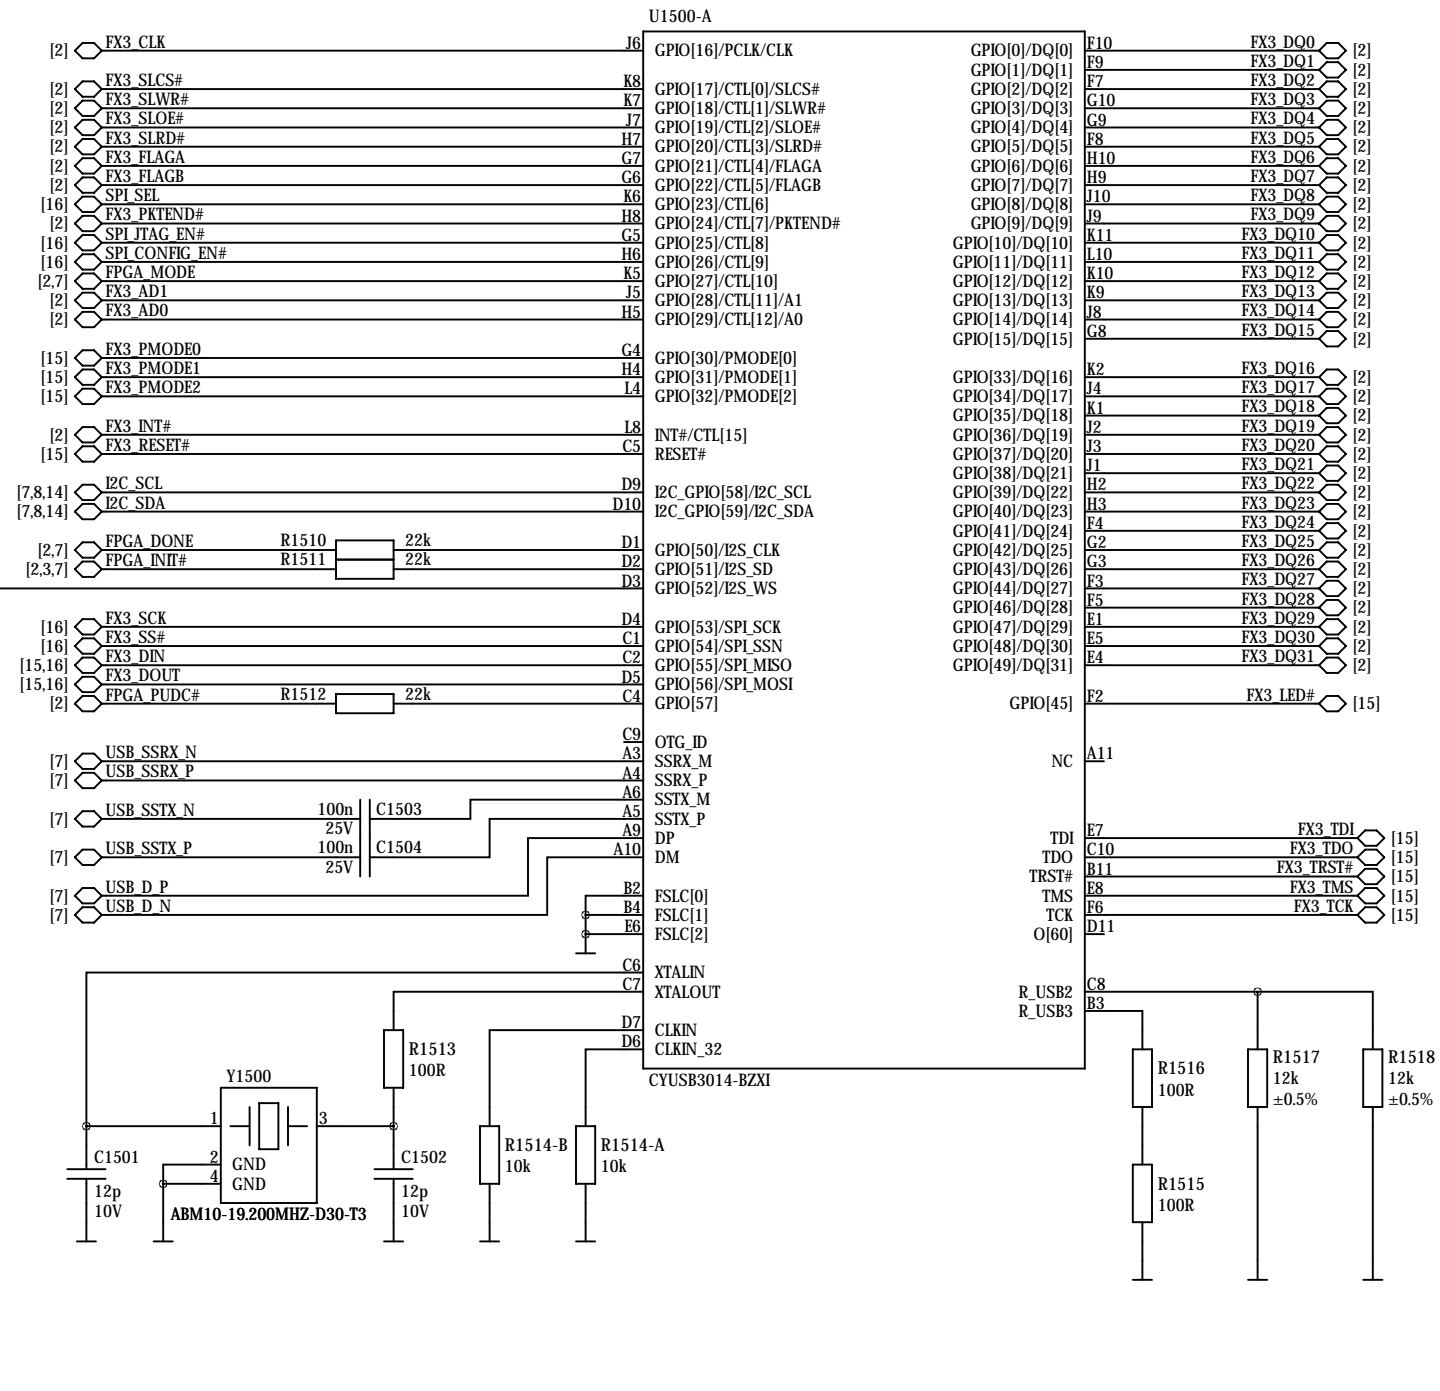 U1500-A
[2] FX3_CLK J6 GPIO[16]/PCLK/CLK GPIO[0]/DQ[0] F10 FX3_DQ0 [2]
GPIO[1]/DQ[1] F9 FX3_DQ1 [2]
[2] FX3_SLCS# K8 GPIO[17]/CTL[0]/SLCS# GPIO[2]/DQ[2] F7 FX3_DQ2 [2]
[2] FX3_SLWR# K7 GPIO[18]/CTL[1]/SLWR# GPIO[3]/DQ[3] G10 FX3_DQ3 [2]
[2] FX3_SLOE# J7 GPIO[19]/CTL[2]/SLOE# GPIO[4]/DQ[4] G9 FX3_DQ4 [2]
[2] FX3_SLRD# H7 GPIO[20]/CTL[3]/SLRD# GPIO[5]/DQ[5] F8 FX3_DQ5 [2]
[2] FX3_FLAGA G7 GPIO[21]/CTL[4]/FLAGA GPIO[6]/DQ[6] H10 FX3_DQ6 [2]
[2] FX3_FLAGB G6 GPIO[22]/CTL[5]/FLAGB GPIO[7]/DQ[7] H9 FX3_DQ7 [2]
[16] SPI_SEL K6 GPIO[23]/CTL[6] GPIO[8]/DQ[8] J10 FX3_DQ8 [2]
[2] FX3_PKTEND# H8 GPIO[24]/CTL[7]/PKTEND# GPIO[9]/DQ[9] J9 FX3_DQ9 [2]
[16] SPI_JTAG_EN# G5 GPIO[25]/CTL[8] GPIO[10]/DQ[10] K11 FX3_DQ10 [2]
[16] SPI_CONFIG_EN# H6 GPIO[26]/CTL[9] GPIO[11]/DQ[11] L10 FX3_DQ11 [2]
[2,7] FPGA_MODE K5 GPIO[27]/CTL[10] GPIO[12]/DQ[12] K10 FX3_DQ12 [2]
[2] FX3_AD1 J5 GPIO[28]/CTL[11]/A1 GPIO[13]/DQ[13] K9 FX3_DQ13 [2]
[2] FX3_AD0 H5 GPIO[29]/CTL[12]/A0 GPIO[14]/DQ[14] J8 FX3_DQ14 [2]
GPIO[15]/DQ[15] G8 FX3_DQ15 [2]
[15] FX3_PMODE0 G4 GPIO[30]/PMODE[0]
[15] FX3_PMODE1 H4 GPIO[31]/PMODE[1] GPIO[33]/DQ[16] K2 FX3_DQ16 [2]
[15] FX3_PMODE2 L4 GPIO[32]/PMODE[2] GPIO[34]/DQ[17] J4 FX3_DQ17 [2]
GPIO[35]/DQ[18] K1 FX3_DQ18 [2]
[2] FX3_INT# L8 INT#/CTL[15] GPIO[36]/DQ[19] J2 FX3_DQ19 [2]
[15] FX3_RESET# C5 RESET# GPIO[37]/DQ[20] J3 FX3_DQ20 [2]
GPIO[38]/DQ[21] J1 FX3_DQ21 [2]
[7,8,14] I2C_SCL D9 I2C_GPIO[58]/I2C_SCL GPIO[39]/DQ[22] H2 FX3_DQ22 [2]
[7,8,14] I2C_SDA D10 I2C_GPIO[59]/I2C_SDA GPIO[40]/DQ[23] H3 FX3_DQ23 [2]
GPIO[41]/DQ[24] F4 FX3_DQ24 [2]
[2,7] FPGA_DONE R1510 22k D1 GPIO[50]/I2S_CLK GPIO[42]/DQ[25] G2 FX3_DQ25 [2]
[2,3,7] FPGA_INIT# R1511 22k D2 GPIO[51]/I2S_SD GPIO[43]/DQ[26] G3 FX3_DQ26 [2]
D3 GPIO[52]/I2S_WS GPIO[44]/DQ[27] F3 FX3_DQ27 [2]
GPIO[46]/DQ[28] F5 FX3_DQ28 [2]
[16] FX3_SCK D4 GPIO[53]/SPI_SCK GPIO[47]/DQ[29] E1 FX3_DQ29 [2]
[16] FX3_SS# C1 GPIO[54]/SPI_SSN GPIO[48]/DQ[30] E5 FX3_DQ30 [2]
[15,16] FX3_DIN C2 GPIO[55]/SPI_MISO GPIO[49]/DQ[31] E4 FX3_DQ31 [2]
[15,16] FX3_DOUT D5 GPIO[56]/SPI_MOSI
[2] FPGA_PUDC# R1512 22k C4 GPIO[57] GPIO[45] F2 FX3_LED# [15]
C9 OTG_ID
[7] USB_SSRX_N A3 SSRX_M NC A11
[7] USB_SSRX_P A4 SSRX_P
A6 SSTX_M
[7] USB_SSTX_N 100n C1503 A5 SSTX_P
25V A9 DP TDI E7 FX3_TDI [15]
[7] USB_SSTX_P 100n C1504 A10 DM TDO C10 FX3_TDO [15]
25V TRST# B11 FX3_TRST# [15]
[7] USB_D_P B2 FSLC[0] TMS E8 FX3_TMS [15]
[7] USB_D_N B4 FSLC[1] TCK F6 FX3_TCK [15]
E6 FSLC[2] O[60] D11
C6 XTALIN
C7 XTALOUT R_USB2 C8
R_USB3 B3
D7 CLKIN
D6 CLKIN_32
R1513
100R
CYUSB3014-BZXI
R1516
100R
R1517
12k
±0.5%
R1518
12k
±0.5%
Y1500
1 3
2 GND
4 GND
ABM10-19.200MHZ-D30-T3
C1501
12p
10V
C1502
12p
10V
R1514-B
10k
R1514-A
10k
R1515
100R